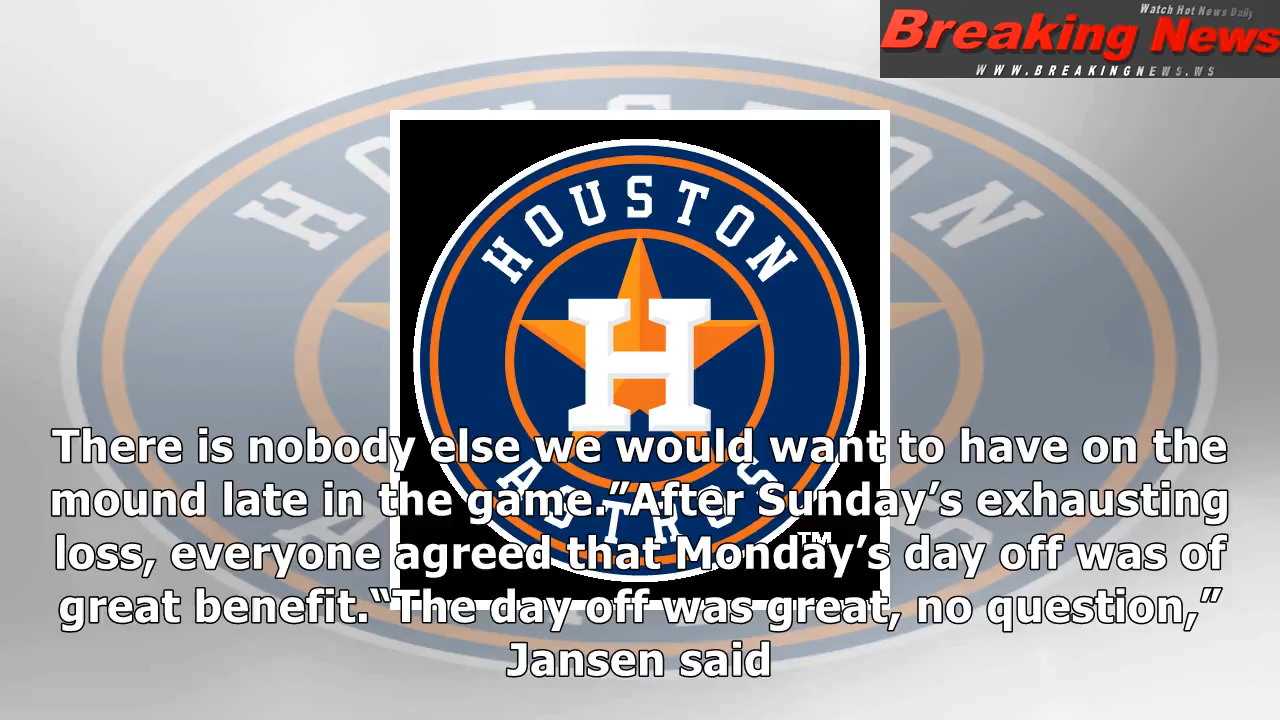 Watch Hot News Daily
Breaking News
WWW.BREAKINGNEWS.WS
HOUSTON
H
ASTROS
TM
There is nobody else we would want to have on the
mound late in the game.”After Sunday’s exhausting
loss, everyone agreed that Monday’s day off was of
great benefit.“The day off was great, no question,”
Jansen said